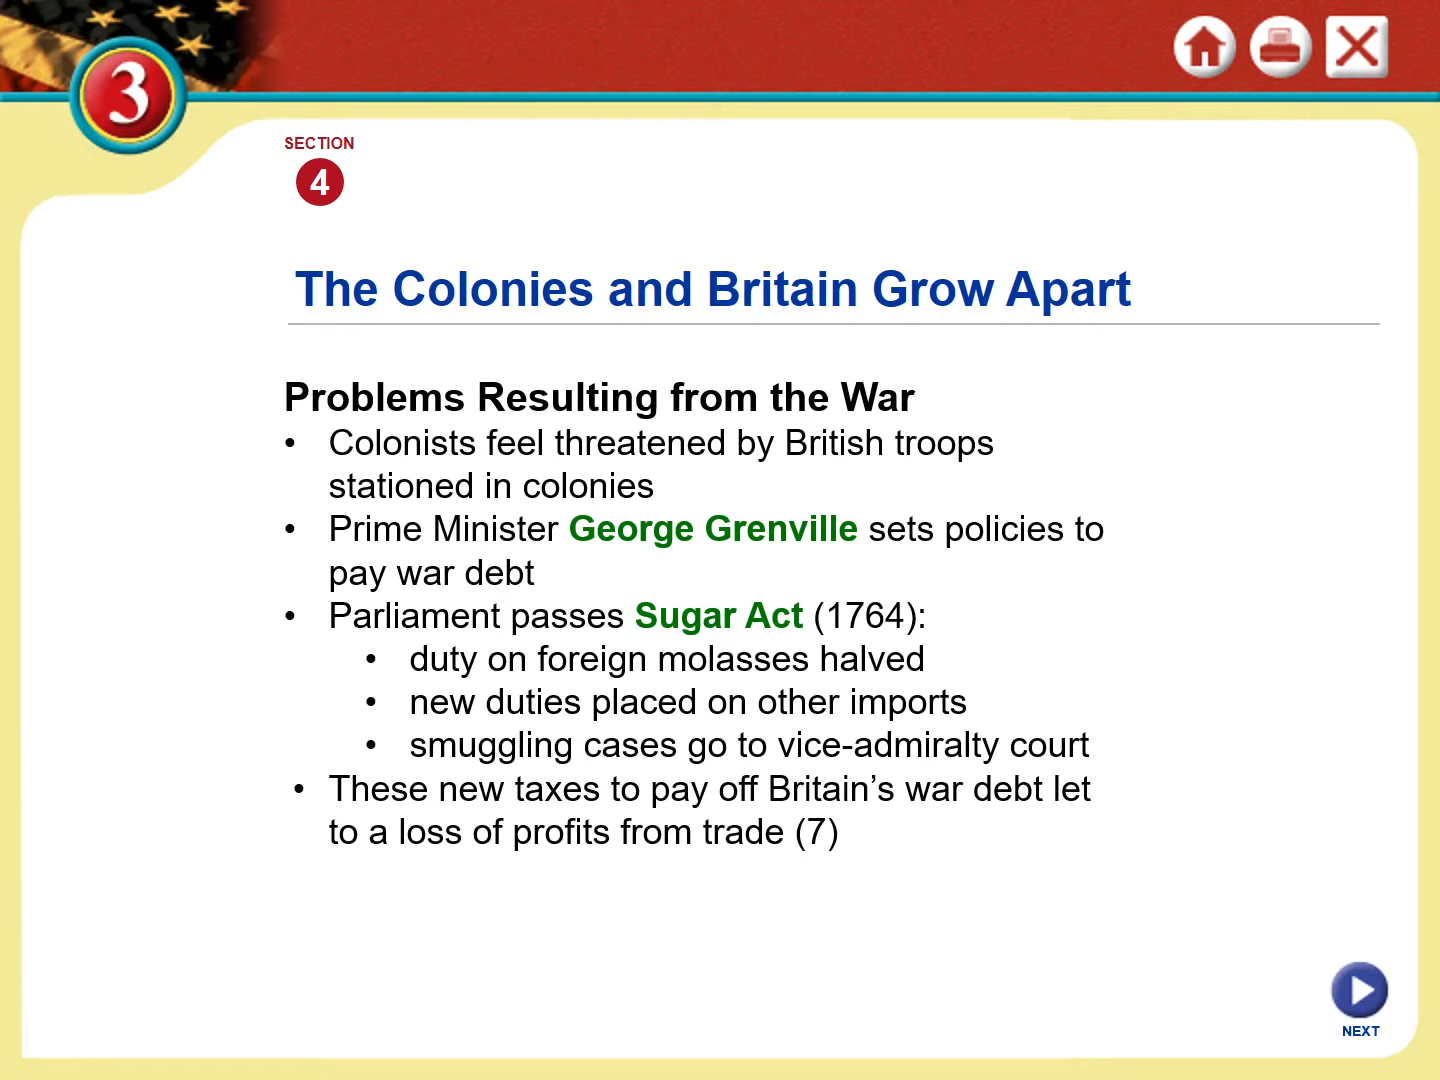 3
SECTION
4
The Colonies and Britain Grow Apart
Problems Resulting from the War
• Colonists feel threatened by British troops
stationed in colonies
• Prime Minister George Grenville sets policies to
pay war debt
• Parliament passes Sugar Act (1764):
• duty on foreign molasses halved
• new duties placed on other imports
• smuggling cases go to vice-admiralty court
• These new taxes to pay off Britain’s war debt let
to a loss of profits from trade (7)
NEXT